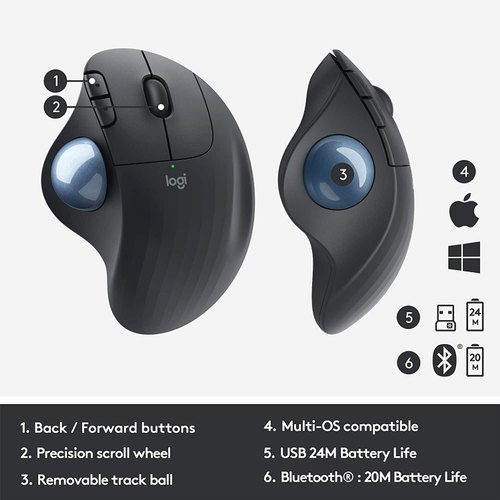 1
2
logi
3
4
5
24
M
6
®
20
M
1. Back / Forward buttons
2. Precision scroll wheel
3. Removable track ball
4. Multi-OS compatible
5. USB 24M Battery Life
6. Bluetooth® : 20M Battery Life